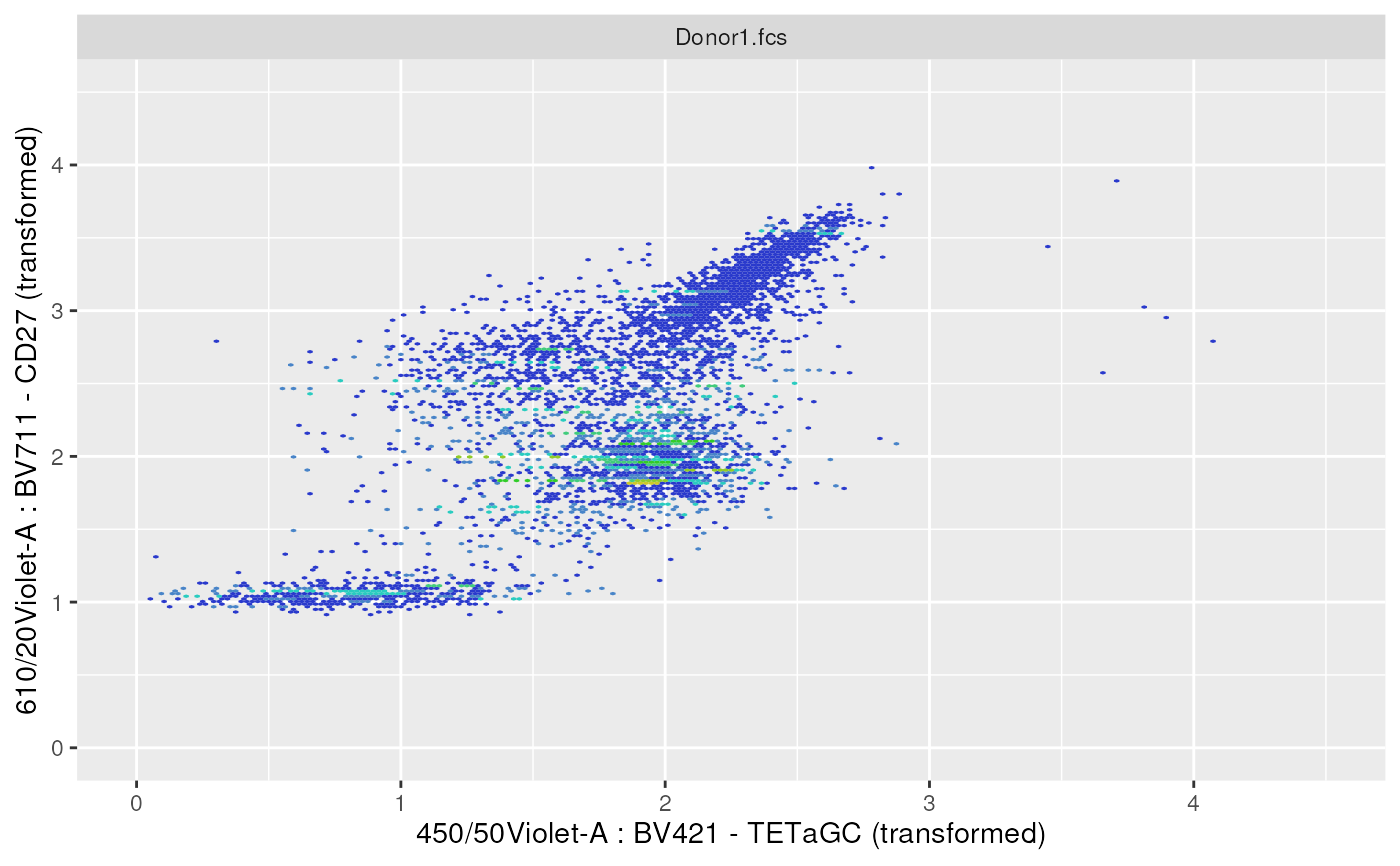 Donor1.fcs
610/20Violet-A : BV711 - CD27 (transformed)
4
3
2
1
0
0 1 2 3 4
450/50Violet-A : BV421 - TETaGC (transformed)